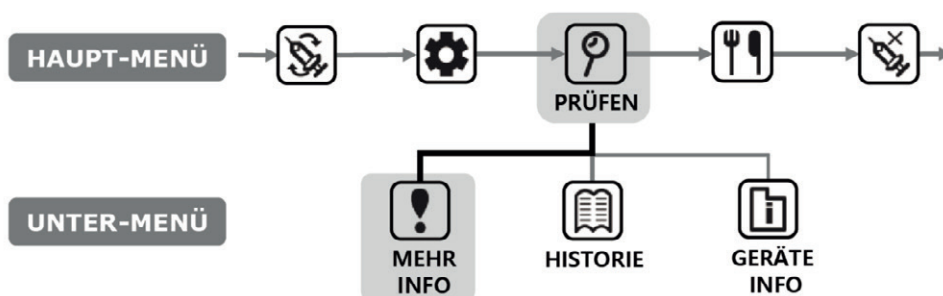 HAUPT-MENÜ
PRÜFEN
UNTER-MENÜ
MEHR
INFO
HISTORIE
GERÄTE
INFO